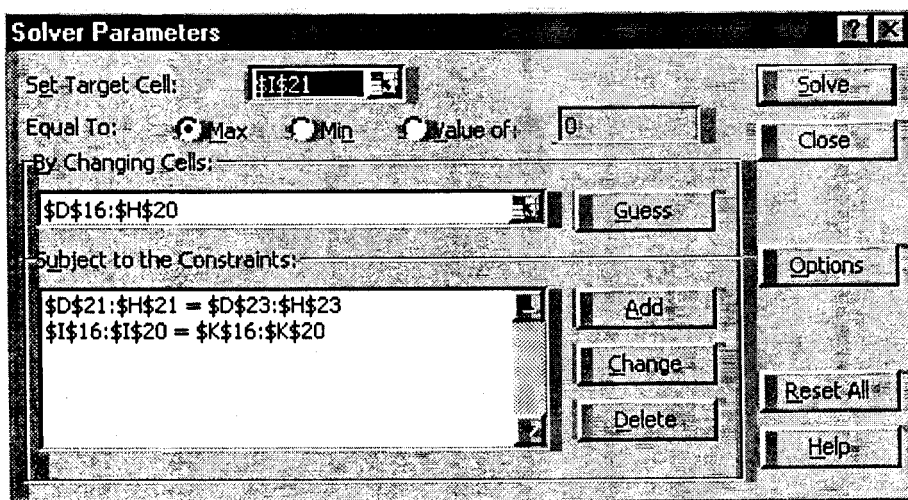 Solver Parameters
Set Target Cell: $I$21 Solve
Equal To: Max Min Value of: 0 Close
By Changing Cells:
$D$16:$H$20 Guess
Subject to the Constraints: Options
$D$21:$H$21 = $D$23:$H$23 Add
$I$16:$I$20 = $K$16:$K$20
Change
Reset All
Delete
Help